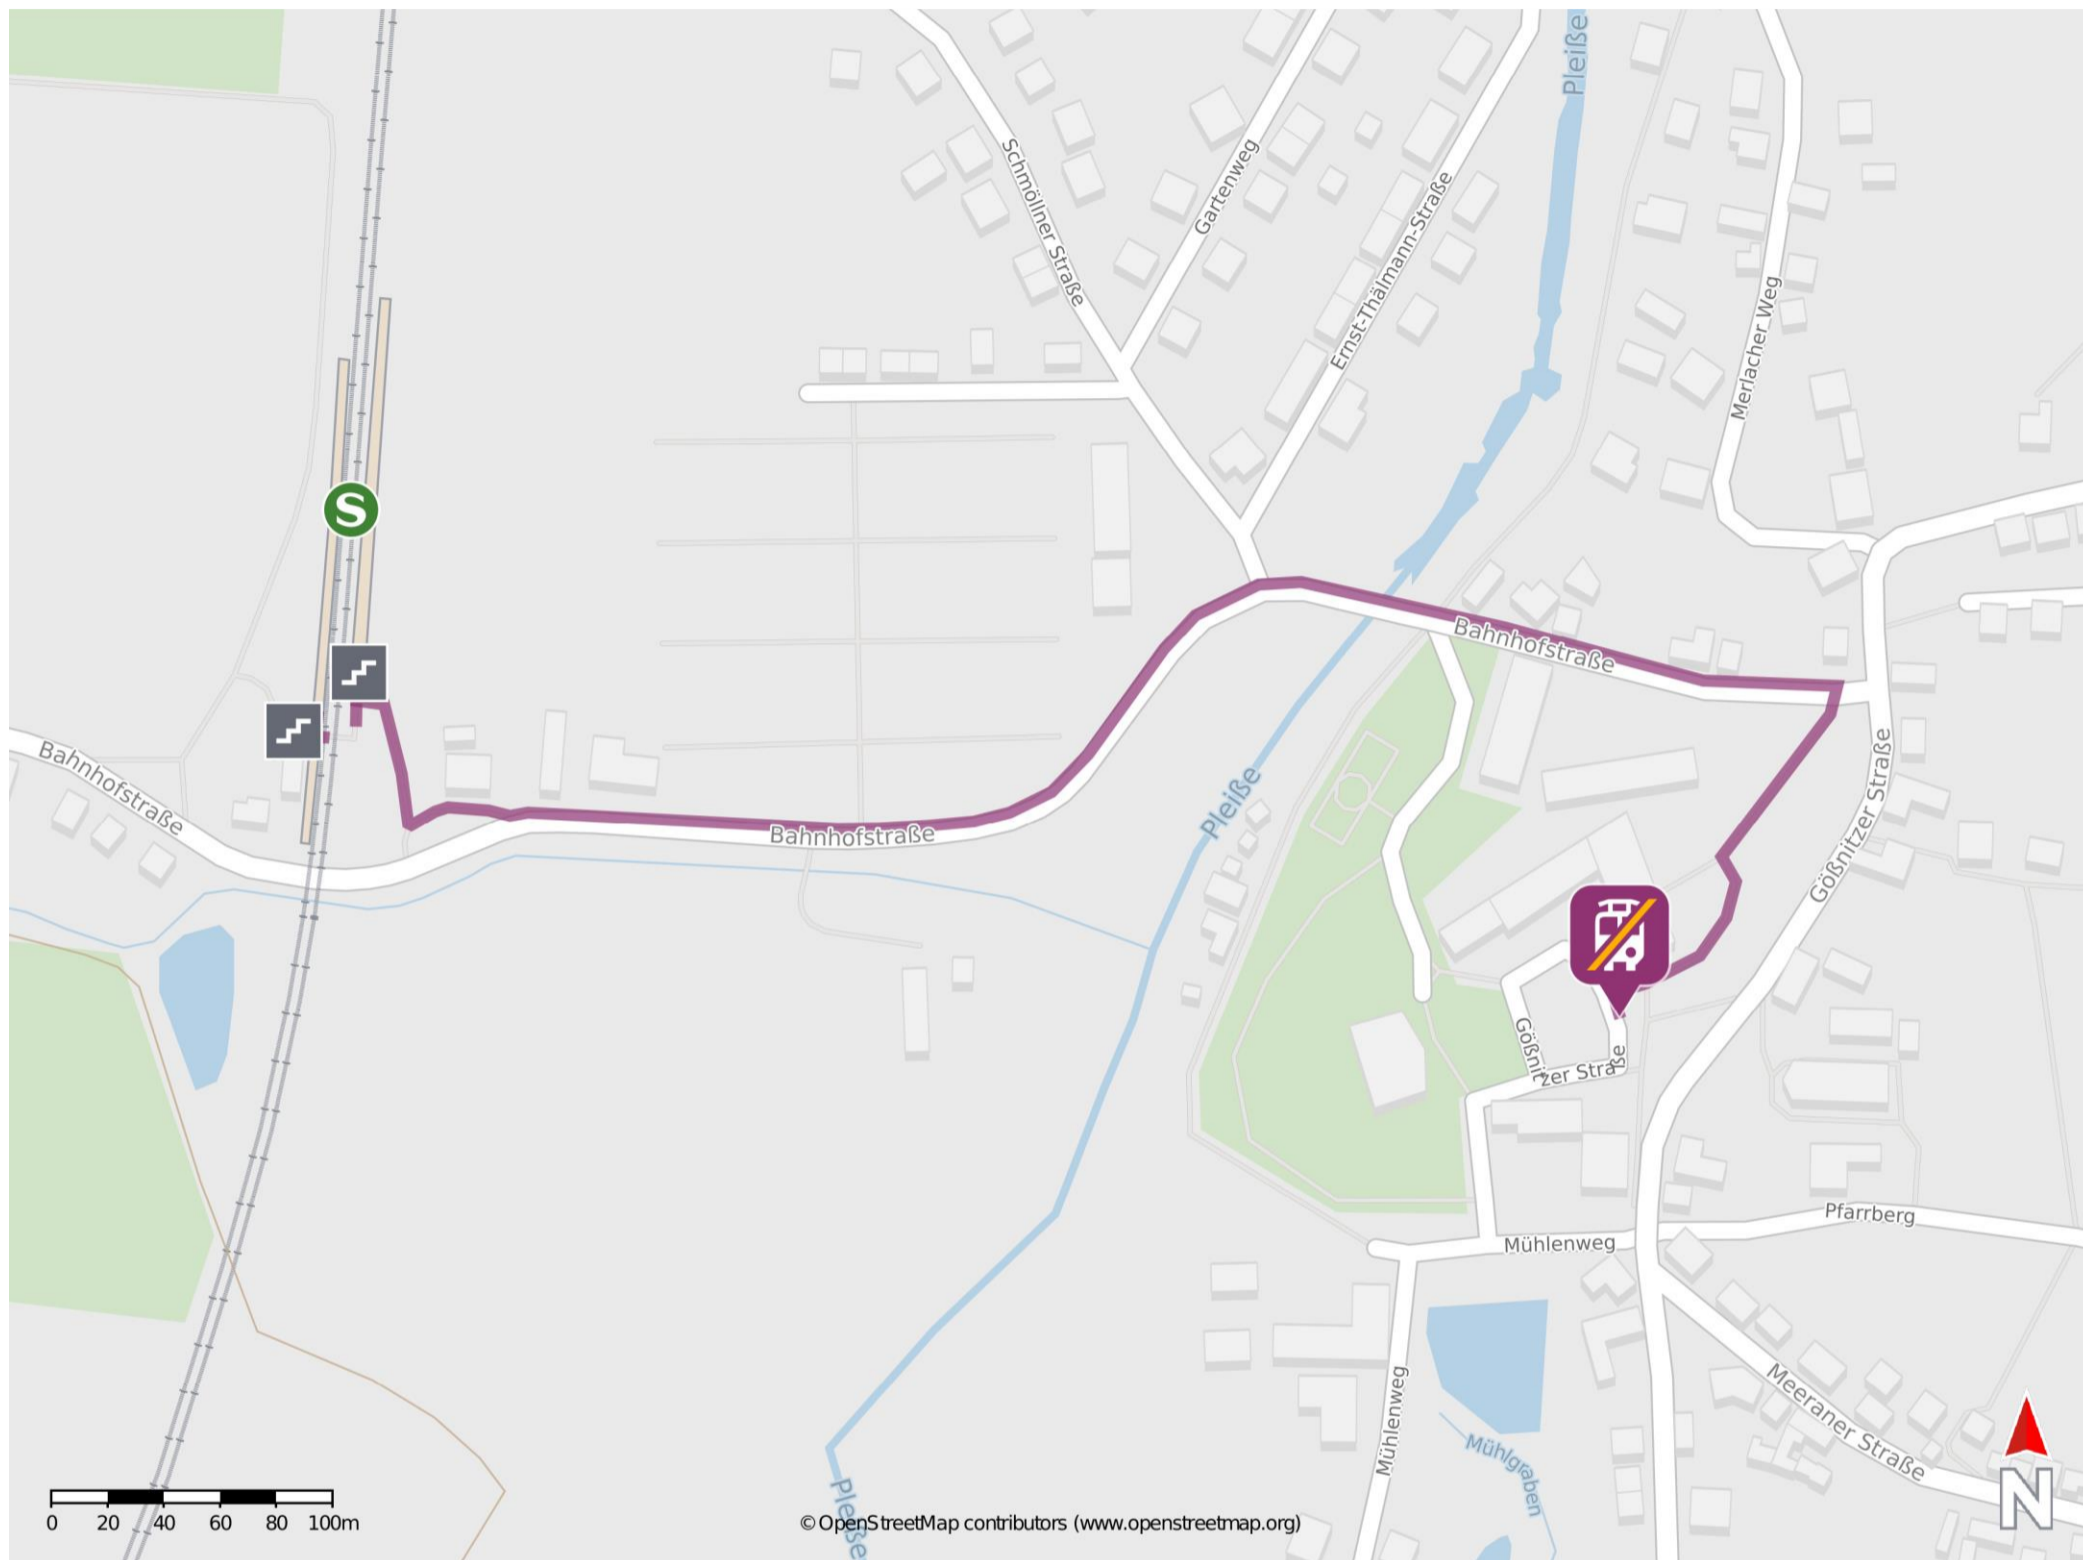 Pleiße
Schmöllner Straße
Gartenweg
Ernst-Thälmann-Straße
Merlacher Weg
S
Bahnhofstraße
Bahnhofstraße
Bahnhofstraße
Pleiße
Gößnitzer Straße
Gößnitzer Straße
Pfarrberg
Mühlenweg
Mühlenweg
Meeraner Straße
Mühlgraben
Pleiße
N
0 20 40 60 80 100m
©OpenStreetMap contributors (www.openstreetmap.org)